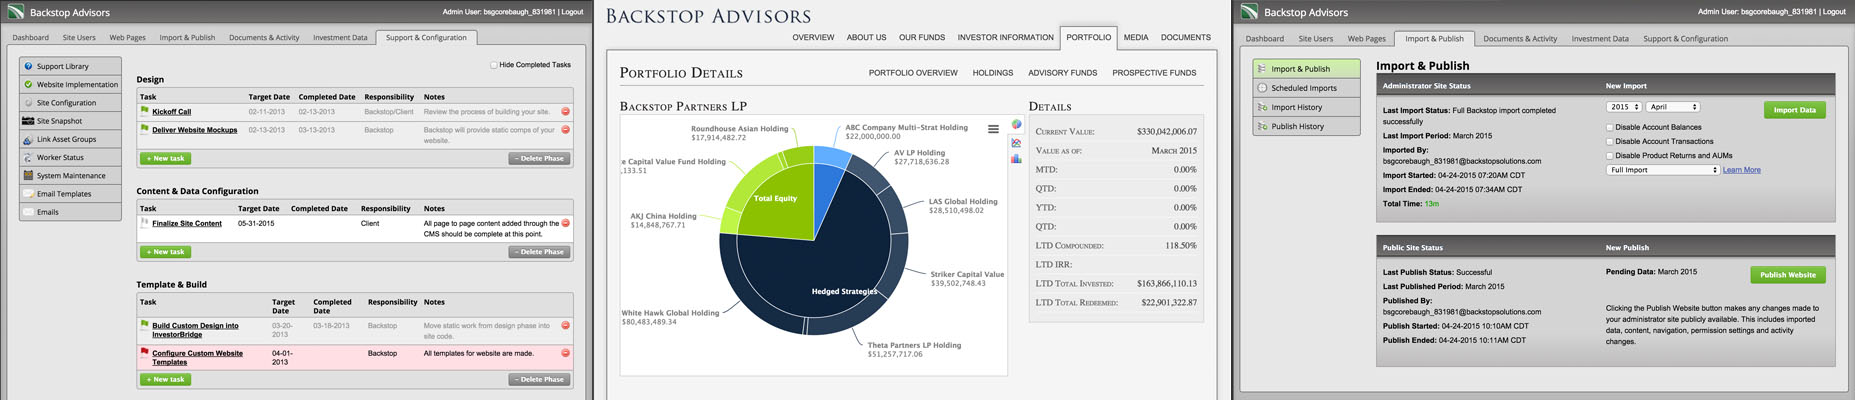 Backstop Advisors
Admin User: bsgcorebaugh_831981 | Logout
Dashboard Site Users Web Pages Import & Publish Documents & Activity Investment Data Support & Configuration
Support Library
Website Implementation
Site Configuration
Site Snapshot
Link Asset Groups
Worker Status
System Maintenance
Email Templates
Emails
Hide Completed Tasks
Design
Task Target Date Completed Date Responsibility Notes
Kickoff Call 02-11-2013 02-13-2013 Backstop/Client Review the process of building your site.
Deliver Website Mockups 02-13-2013 03-13-2013 Backstop Backstop will provide static comps of your
website.
+ New task – Delete Phase
Content & Data Configuration
Task Target Date Completed Date Responsibility Notes
Finalize Site Content 05-31-2015 Client All page to page content added through the
CMS should be complete at this point.
+ New task – Delete Phase
Template & Build
Task Target Completed Responsibility Notes
Date Date
Build Custom Design into 03-20- 03-18-2013 Backstop Move static work from design phase into
InvestorBridge 2013 site code.
Configure Custom Website 04-01- Backstop All templates for website are made.
Templates 2013
+ New task – Delete Phase
BACKSTOP ADVISORS
OVERVIEW ABOUT US OUR FUNDS INVESTOR INFORMATION PORTFOLIO MEDIA DOCUMENTS
PORTFOLIO DETAILS
PORTFOLIO OVERVIEW HOLDINGS ADVISORY FUNDS PROSPECTIVE FUNDS
BACKSTOP PARTNERS LP
Roundhouse Asian Holding
$17,914,482.72
ABC Company Multi-Strat Holding
$22,000,000.00
e Capital Value Fund Holding
,133.51
AV LP Holding
$27,718,636.28
Total Equity
LAS Global Holding
$28,510,498.02
AKJ China Holding
$14,848,767.71
Striker Capital Value
$39,502,748.43
Hedged Strategies
White Hawk Global Holding
$80,483,489.34
Theta Partners LP Holding
$51,257,717.06
DETAILS
CURRENT VALUE: $330,042,006.07
VALUE AS OF: MARCH 2015
MTD: 0.00%
QTD: 0.00%
YTD: 0.00%
QTD: 0.00%
LTD COMPOUNDED: 118.50%
LTD IRR:
LTD TOTAL INVESTED: $163,866,110.13
LTD TOTAL REDEEMED: $22,901,322.87
Backstop Advisors
Admin User: bsgcorebaugh_831981 | Logout
Dashboard Site Users Web Pages Import & Publish Documents & Activity Investment Data Support & Configuration
Import & Publish
Scheduled Imports
Import History
Publish History
Import & Publish
Administrator Site Status
Last Import Status: Full Backstop import completed
successfully
Last Import Period: March 2015
Imported By:
bsgcorebaugh_831981@backstopsolutions.com
Import Started: 04-24-2015 07:20AM CDT
Import Ended: 04-24-2015 07:34AM CDT
Total Time: 13m
New Import
2015 April
Import Data
Disable Account Balances
Disable Account Transactions
Disable Product Returns and AUMs
Full Import Learn More
Public Site Status
Last Publish Status: Successful
Last Published Period: March 2015
Published By:
bsgcorebaugh_831981@backstopsolutions.com
Publish Started: 04-24-2015 10:10AM CDT
Publish Ended: 04-24-2015 10:11AM CDT
New Publish
Pending Data: March 2015
Publish Website
Clicking the Publish Website button makes any changes made to
your administrator site publicly available. This includes imported
data, content, navigation, permission settings and activity
changes.